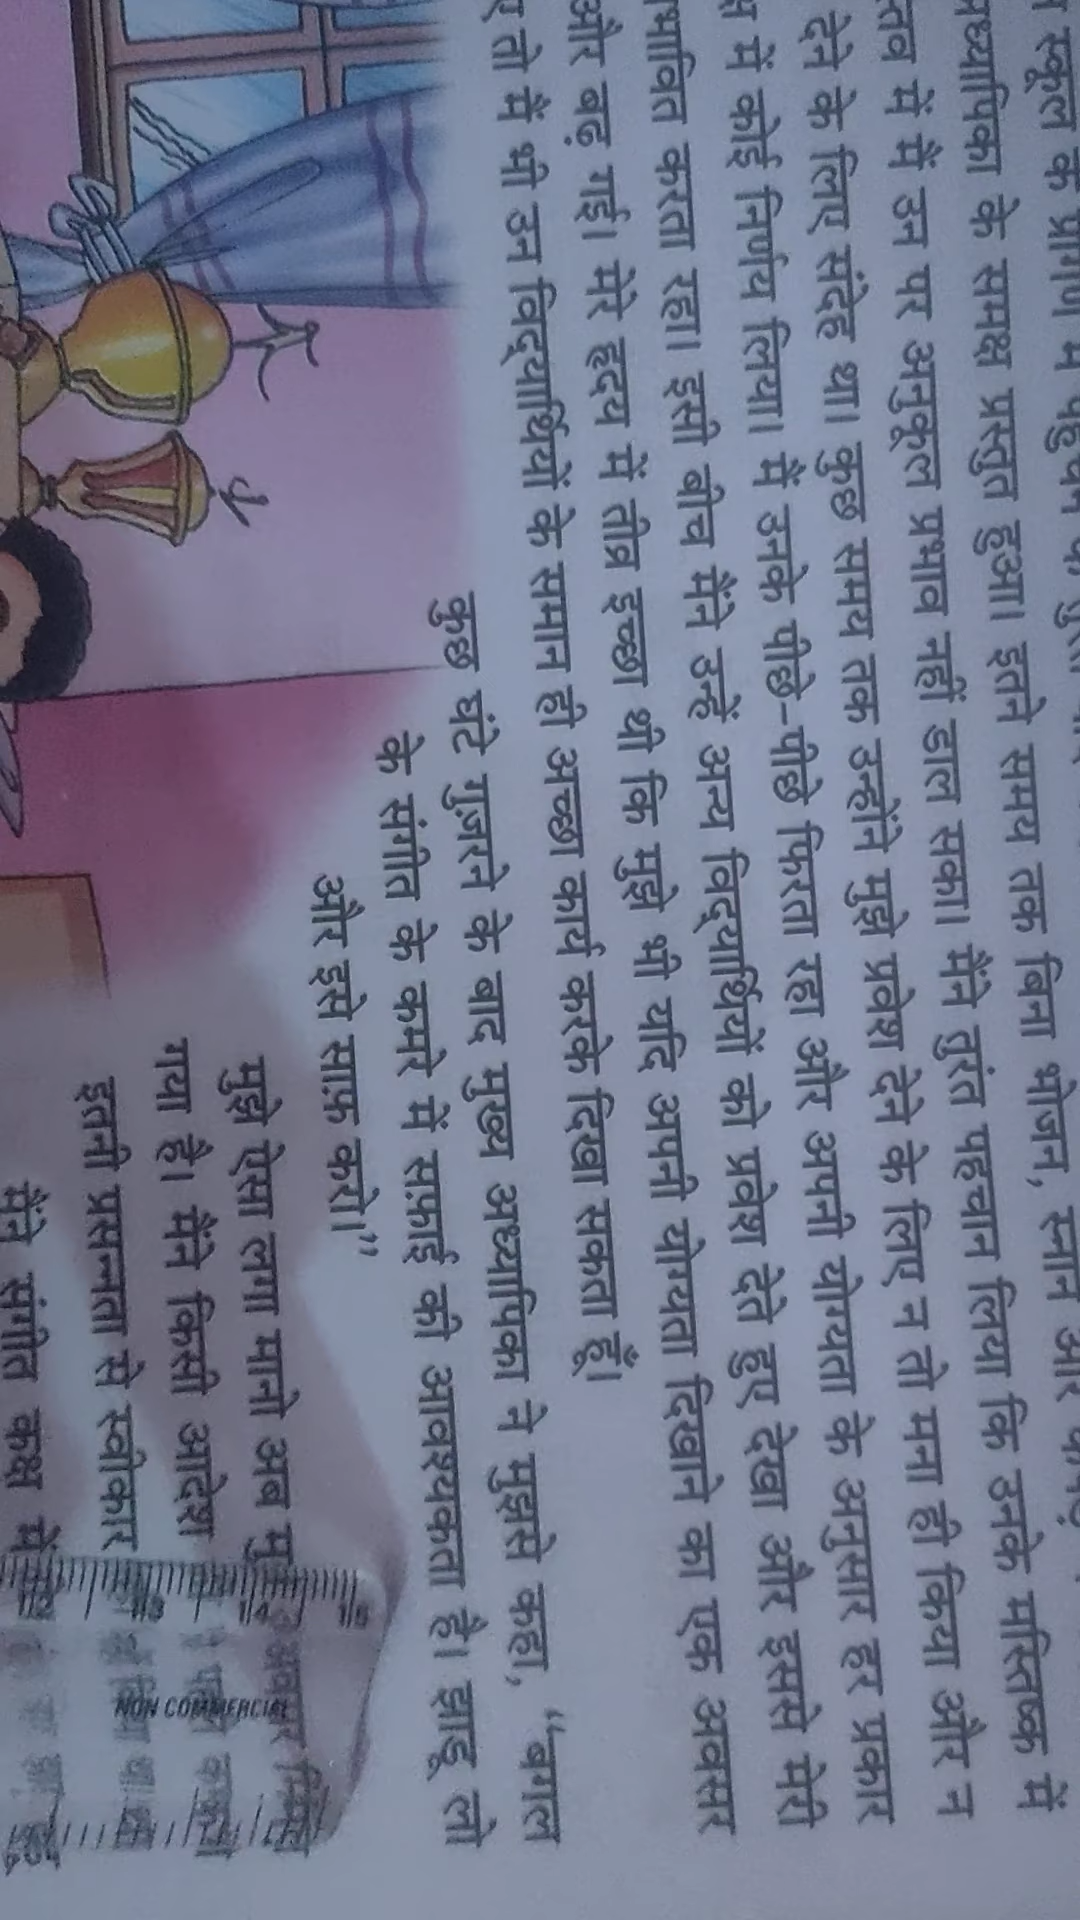 स्कूल के प्रांगण में पहुँचने के
के समक्ष प्रस्तुत हुआ। इतने समय तक बिना भोजन, स्नान और
में मैं उन पर अनुकूल प्रभाव नहीं डाल सका। मैंने तुरंत पहचान लिया कि उनके मस्तिष्क में
देने के लिए संदेह था। कुछ समय तक उन्होंने मुझे प्रवेश देने के लिए न तो मना ही किया और न
में कोई निर्णय लिया। मैं उनके पीछे-पीछे फिरता रहा और अपनी योग्यता के अनुसार हर प्रकार
करता रहा। इसी बीच मैंने उन्हें अन्य विद्यार्थियों को प्रवेश देते हुए देखा और इससे मेरी
और बढ़ गई। मेरे हृदय में तीव्र इच्छा थी कि मुझे भी यदि अपनी योग्यता दिखाने का एक अवसर
तो मैं भी उन विद्यार्थियों के समान ही अच्छा कार्य करके दिखा सकता हूँ।
कुछ घंटे गुज़रने के बाद मुख्य अध्यापिका ने मुझसे कहा, “बगल
के संगीत के कमरे में सफ़ाई की आवश्यकता है। झाडू लो
और इसे साफ़ करो।”
मुझे ऐसा लगा मानो अब अवसर मिल
गया है। मैंने किसी आदेश
इतनी प्रसन्नता से स्वीकार
मैंने संगीत कक्ष में
NON COMMERCIAL